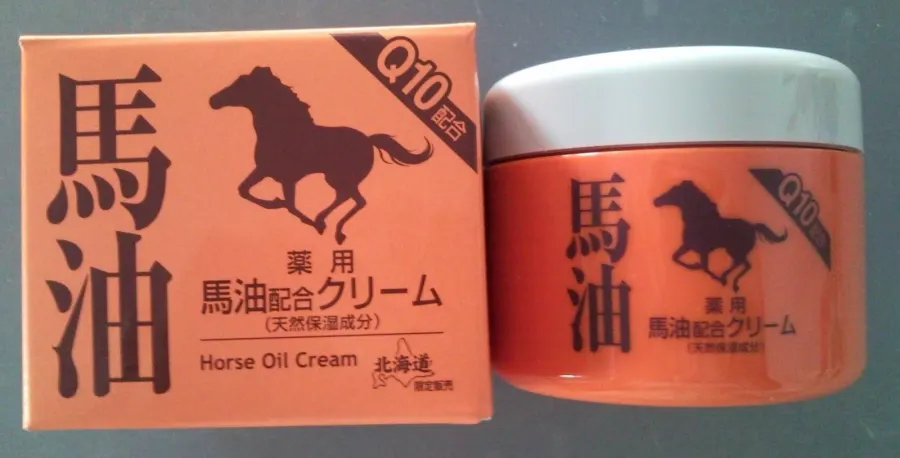 馬油
Q10配合
薬用
馬油配合クリーム
(天然保湿成分)
Horse Oil Cream
北海道
限定販売
馬油
Q10配合
薬用
馬油配合クリーム
(天然保湿成分)